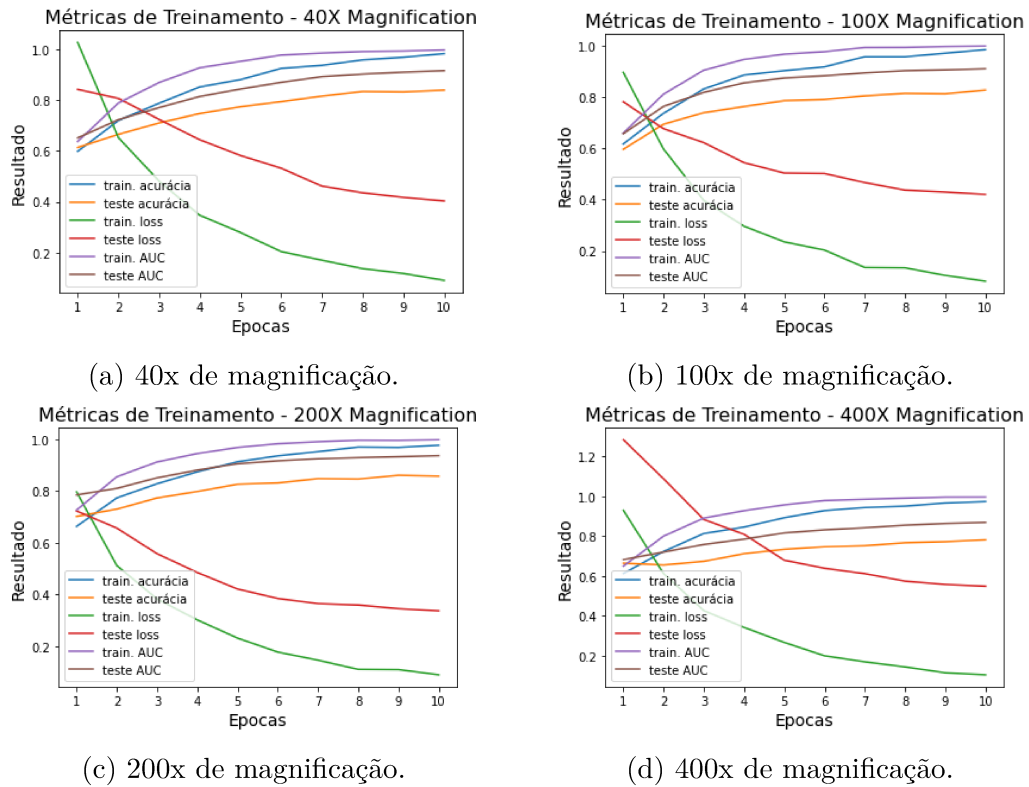 Métricas de Treinamento - 40X Magnification
Resultado
1.0
0.8
0.6
0.4
0.2
train. acurácia
teste acurácia
train. loss
teste loss
train. AUC
teste AUC
1 2 3 4 5 6 7 8 9 10
Epocas
(a) 40x de magnificação.
Métricas de Treinamento - 100X Magnification
Resultado
1.0
0.8
0.6
0.4
0.2
train. acurácia
teste acurácia
train. loss
teste loss
train. AUC
teste AUC
1 2 3 4 5 6 7 8 9 10
Epocas
(b) 100x de magnificação.
Métricas de Treinamento - 200X Magnification
Resultado
1.0
0.8
0.6
0.4
0.2
train. acurácia
teste acurácia
train. loss
teste loss
train. AUC
teste AUC
1 2 3 4 5 6 7 8 9 10
Epocas
(c) 200x de magnificação.
Métricas de Treinamento - 400X Magnification
Resultado
1.2
1.0
0.8
0.6
0.4
0.2
train. acurácia
teste acurácia
train. loss
teste loss
train. AUC
teste AUC
1 2 3 4 5 6 7 8 9 10
Epocas
(d) 400x de magnificação.